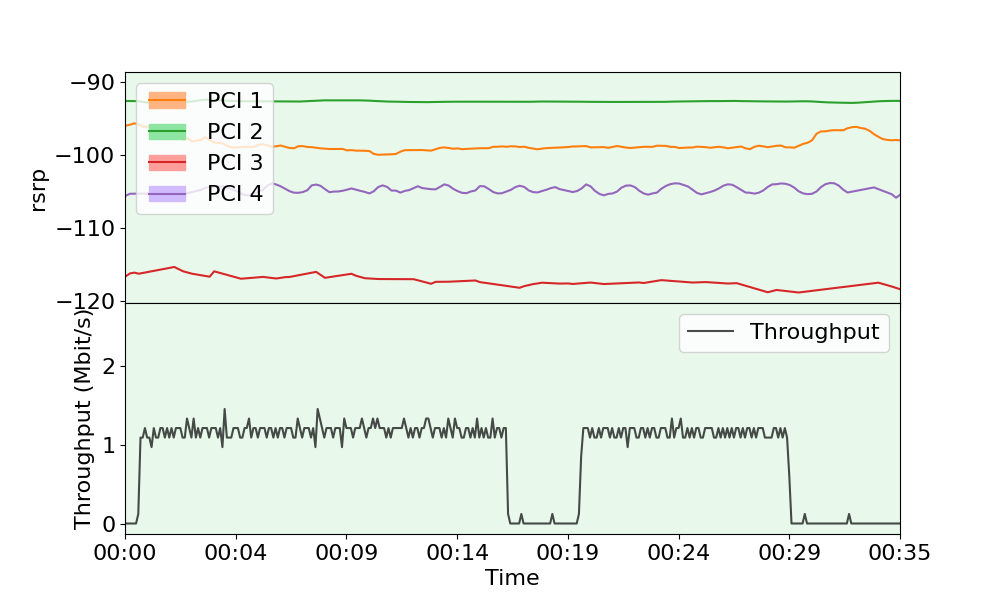 −90
−100
−110
−120
rsrp
PCI 1
PCI 2
PCI 3
PCI 4
Throughput (Mbit/s)
2
1
0
Throughput
00:00 00:04 00:09 00:14 00:19 00:24 00:29 00:35
Time